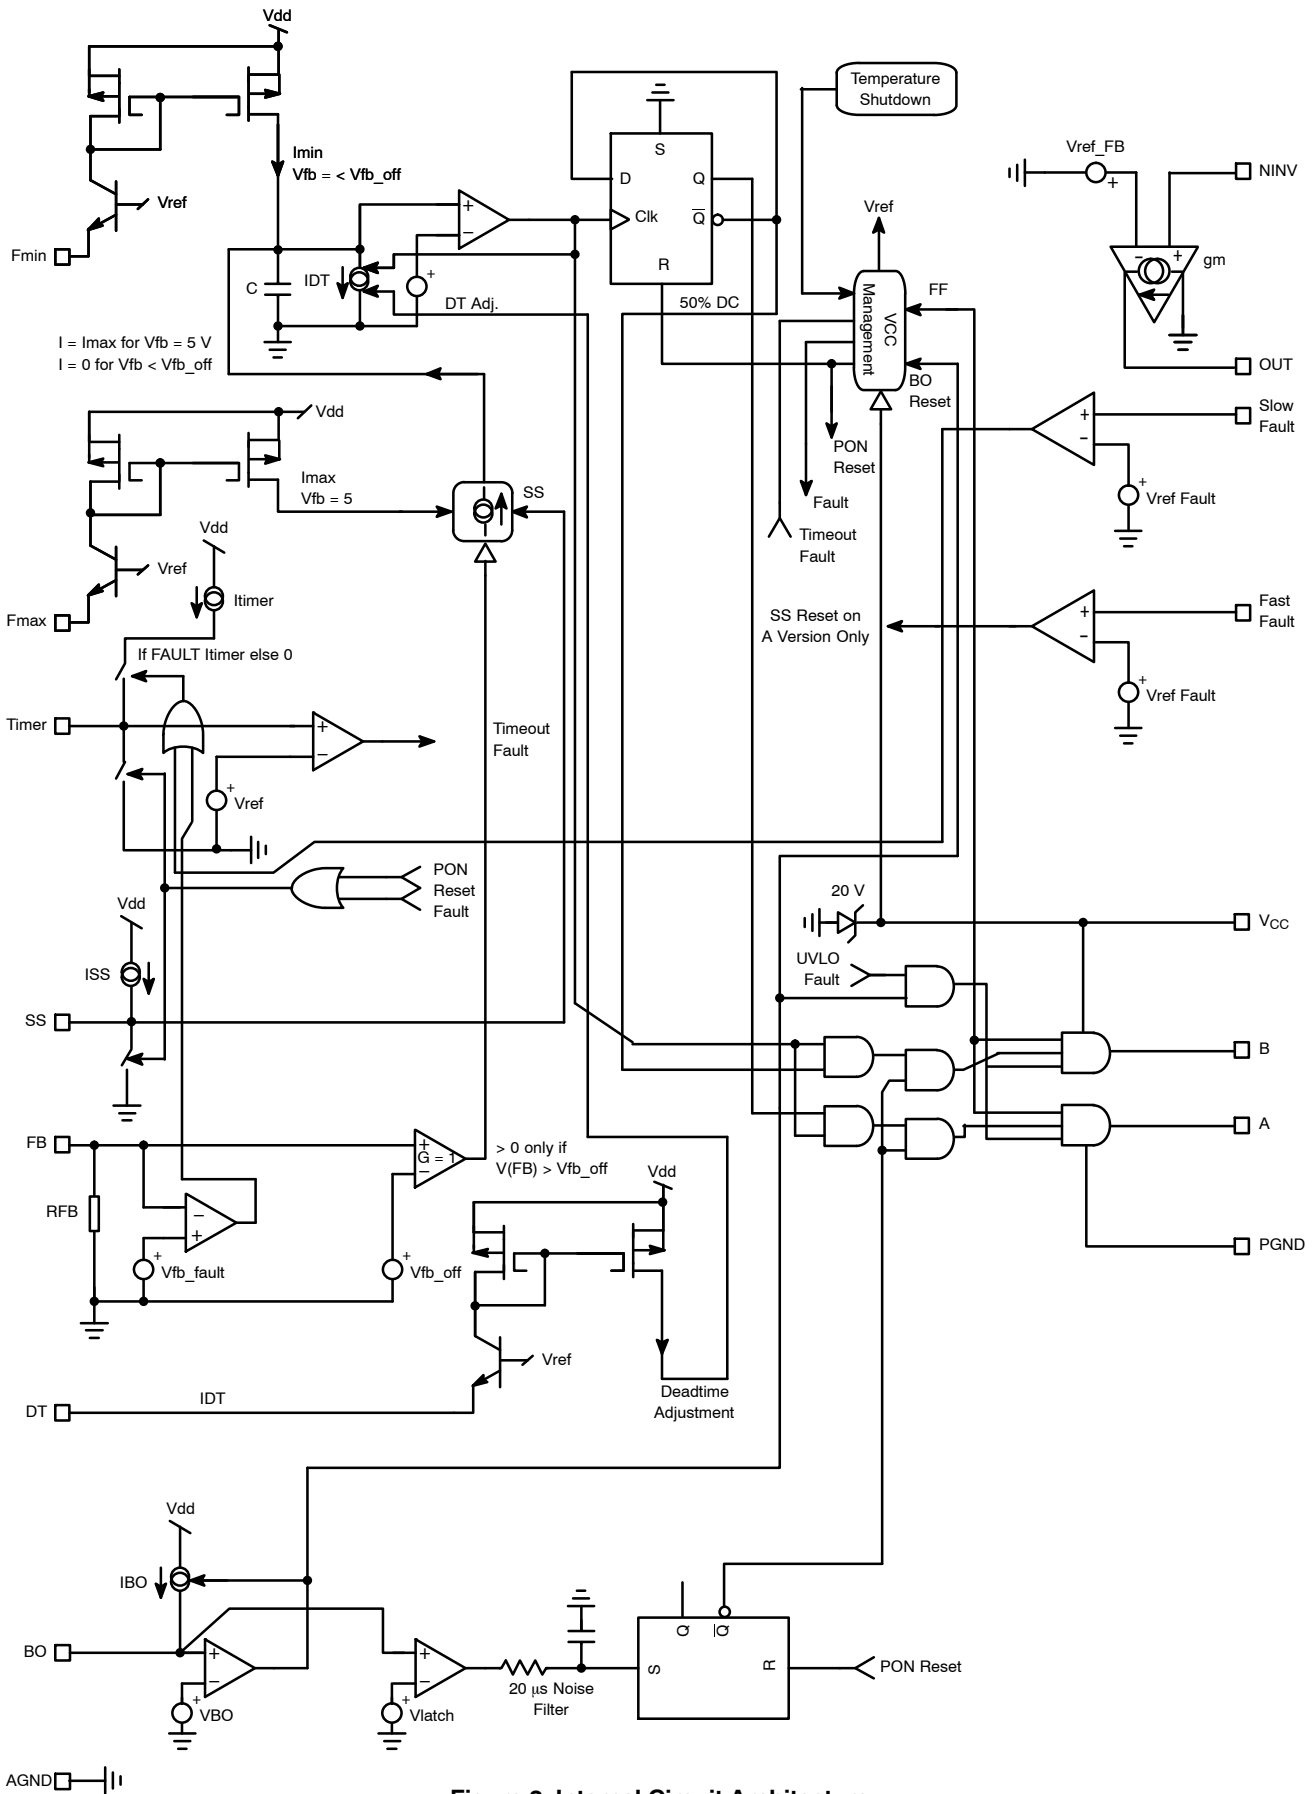 Vdd
Temperature
Shutdown
Imin
Vfb = < Vfb_off
Vref
Fmin
S
D
Q
Clk
Q
R
+
−
Vref_FB
+
NINV
- +
gm
Vref
C
IDT
+
DT Adj.
50% DC
VCC
Management
FF
BO
Reset
OUT
I = Imax for Vfb = 5 V
I = 0 for Vfb < Vfb_off
Vdd
Slow
Fault
+
-
+
Vref Fault
PON
Reset
Fault
Timeout
Fault
Imax
Vfb = 5
SS
Vdd
Vref
Itimer
Fmax
Fast
Fault
+
-
+
Vref Fault
SS Reset on
A Version Only
If FAULT Itimer else 0
Timer
+
−
Timeout
Fault
+
Vref
PON
Reset
Fault
Vdd
20 V
VCC
ISS
UVLO
Fault
SS
B
A
FB
+
G = 1
−
> 0 only if
V(FB) > Vfb_off
Vdd
RFB
−
+
+
Vfb_fault
+
Vfb_off
PGND
Vref
DT
IDT
Deadtime
Adjustment
Vdd
IBO
BO
+
−
+
VBO
+
−
+
Vlatch
20 μs Noise
Filter
Q
Q
S
R
PON Reset
AGND